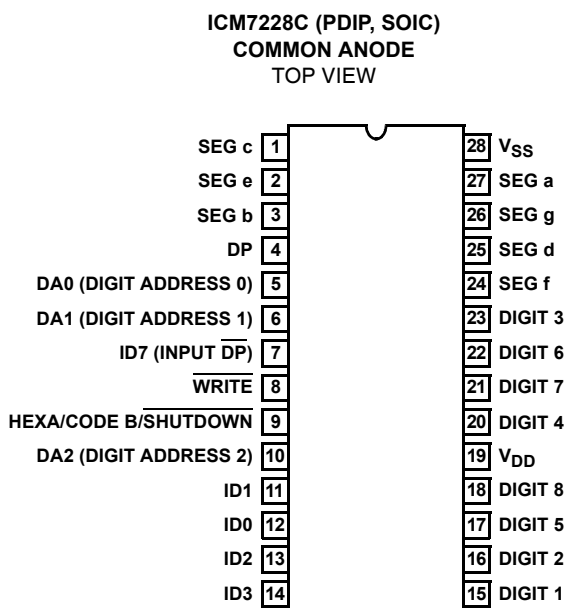 ICM7228C (PDIP, SOIC)
COMMON ANODE
TOP VIEW
SEG c 1
SEG e 2
SEG b 3
DP 4
DA0 (DIGIT ADDRESS 0) 5
DA1 (DIGIT ADDRESS 1) 6
ID7 (INPUT D̅P̅) 7
W̅R̅I̅T̅E̅ 8
HEXA/CODE B/S̅H̅U̅T̅D̅O̅W̅N̅ 9
DA2 (DIGIT ADDRESS 2) 10
ID1 11
ID0 12
ID2 13
ID3 14
28 VSS
27 SEG a
26 SEG g
25 SEG d
24 SEG f
23 DIGIT 3
22 DIGIT 6
21 DIGIT 7
20 DIGIT 4
19 VDD
18 DIGIT 8
17 DIGIT 5
16 DIGIT 2
15 DIGIT 1